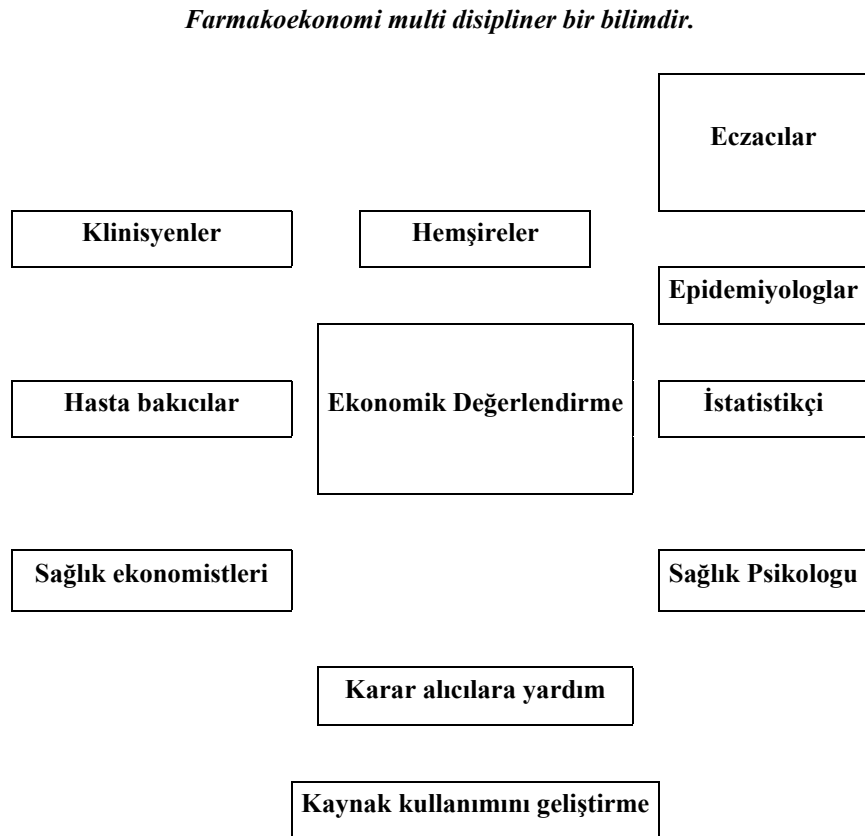 Farmakoekonomi multi disipliner bir bilimdir.
Eczacılar
Klinisyenler
Hemşireler
Epidemiyologlar
Hasta bakıcılar
Ekonomik Değerlendirme
İstatistikçi
Sağlık ekonomistleri
Sağlık Psikologu
Karar alıcılara yardım
Kaynak kullanımını geliştirme